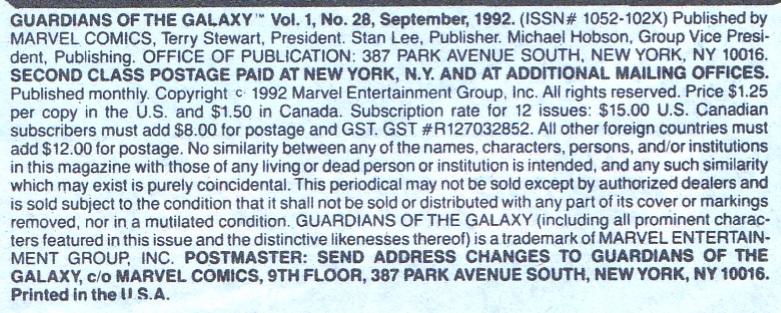 GUARDIANS OF THE GALAXY™ Vol. 1, No. 28, September, 1992. (ISSN# 1052-102X) Published by
MARVEL COMICS, Terry Stewart, President. Stan Lee, Publisher. Michael Hobson, Group Vice Presi-
dent, Publishing. OFFICE OF PUBLICATION: 387 PARK AVENUE SOUTH, NEW YORK, NY 10016.
SECOND CLASS POSTAGE PAID AT NEW YORK, N.Y. AND AT ADDITIONAL MAILING OFFICES.
Published monthly. Copyright © 1992 Marvel Entertainment Group, Inc. All rights reserved. Price $1.25
per copy in the U.S. and $1.50 in Canada. Subscription rate for 12 issues: $15.00 U.S. Canadian
subscribers must add $8.00 for postage and GST. GST #R127032852. All other foreign countries must
add $12.00 for postage. No similarity between any of the names, characters, persons, and/or institutions
in this magazine with those of any living or dead person or institution is intended, and any such similarity
which may exist is purely coincidental. This periodical may not be sold except by authorized dealers and
is sold subject to the condition that it shall not be sold or distributed with any part of its cover or markings
removed, nor in a mutilated condition. GUARDIANS OF THE GALAXY (including all prominent charac-
ters featured in this issue and the distinctive likenesses thereof) is a trademark of MARVEL ENTERTAIN-
MENT GROUP, INC. POSTMASTER: SEND ADDRESS CHANGES TO GUARDIANS OF THE
GALAXY, c/o MARVEL COMICS, 9TH FLOOR, 387 PARK AVENUE SOUTH, NEW YORK, NY 10016.
Printed in the U.S.A.